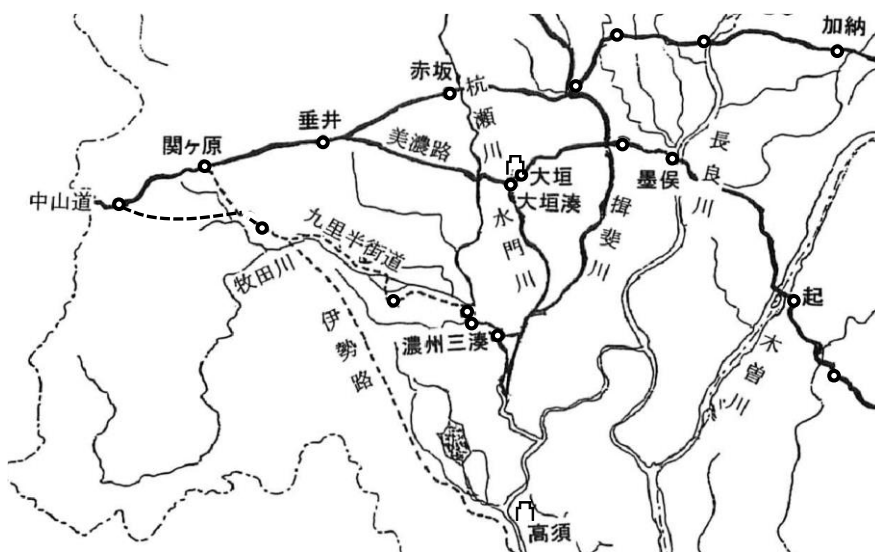 加納
赤坂
杭瀬川
垂井
関ヶ原
美濃路
長良川
大垣
墨俣
中山道
大垣湊
揖斐川
水門川
九里半街道
牧田川
起
伊勢路
濃州三湊
木曽川
高須